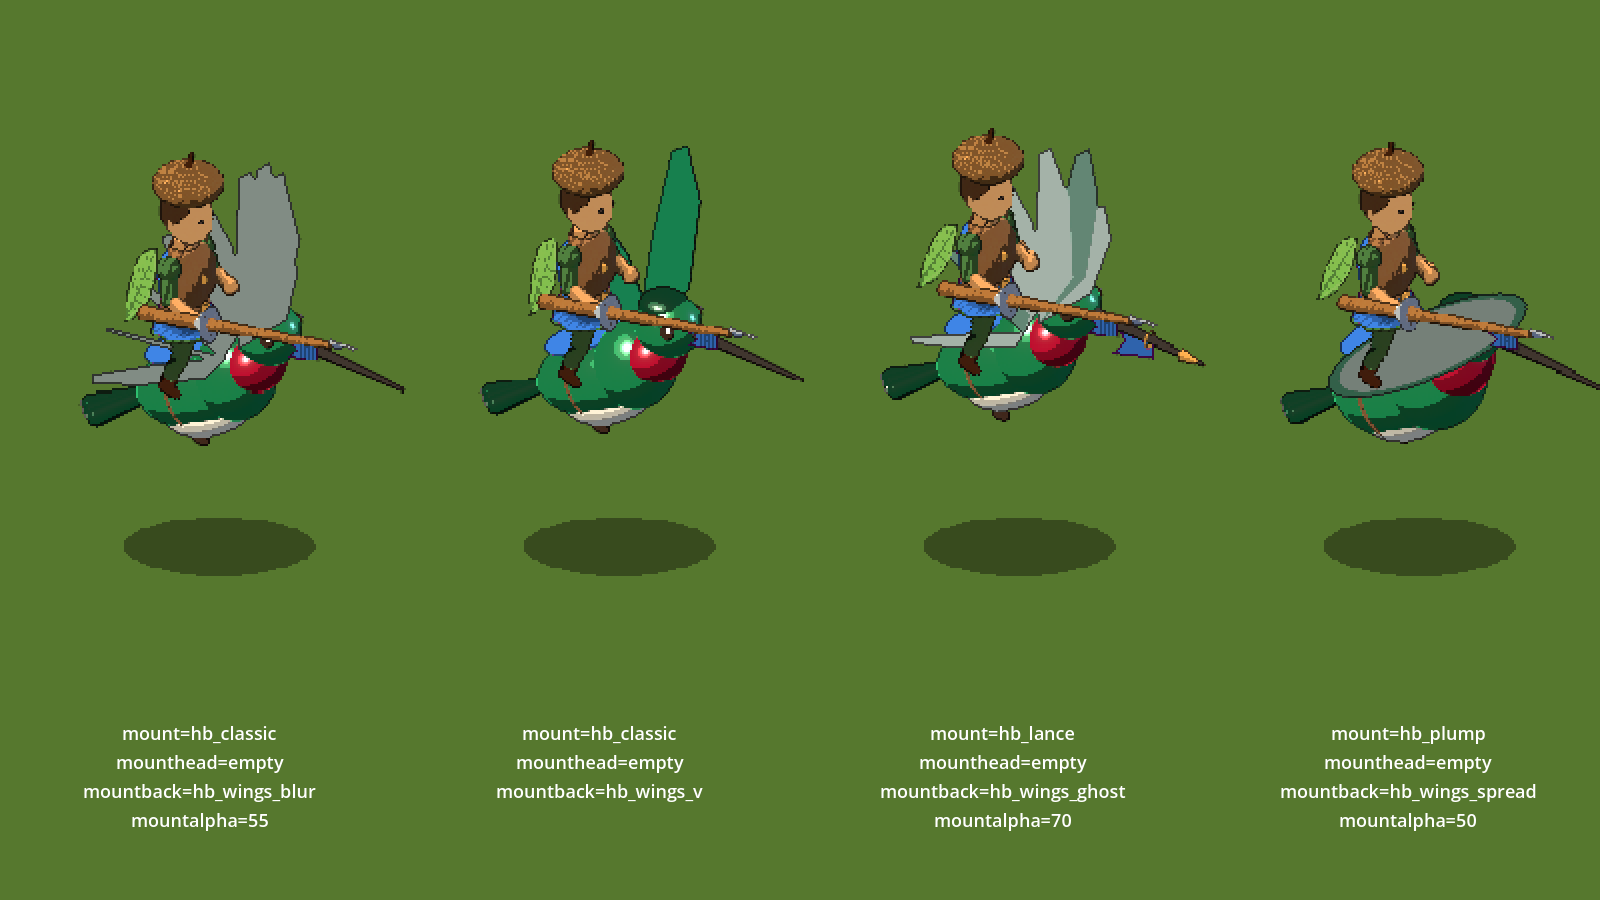 mount=hb_classic
mounthead=empty
mountback=hb_wings_blur
mountalpha=55
mount=hb_classic
mounthead=empty
mountback=hb_wings_v
mount=hb_lance
mounthead=empty
mountback=hb_wings_ghost
mountalpha=70
mount=hb_plump
mounthead=empty
mountback=hb_wings_spread
mountalpha=50